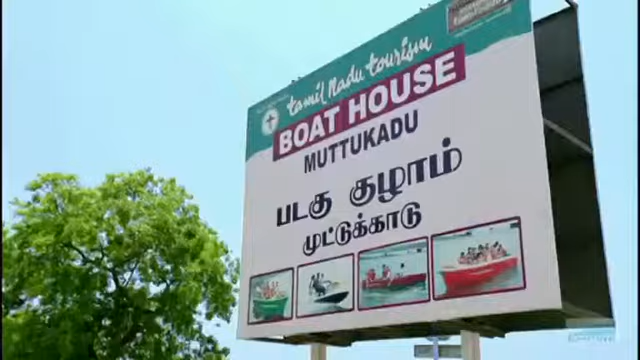 tamil Nadu tourism
BOAT HOUSE
MUTTUKADU
படகு குழாம்
முட்டுக்காடு